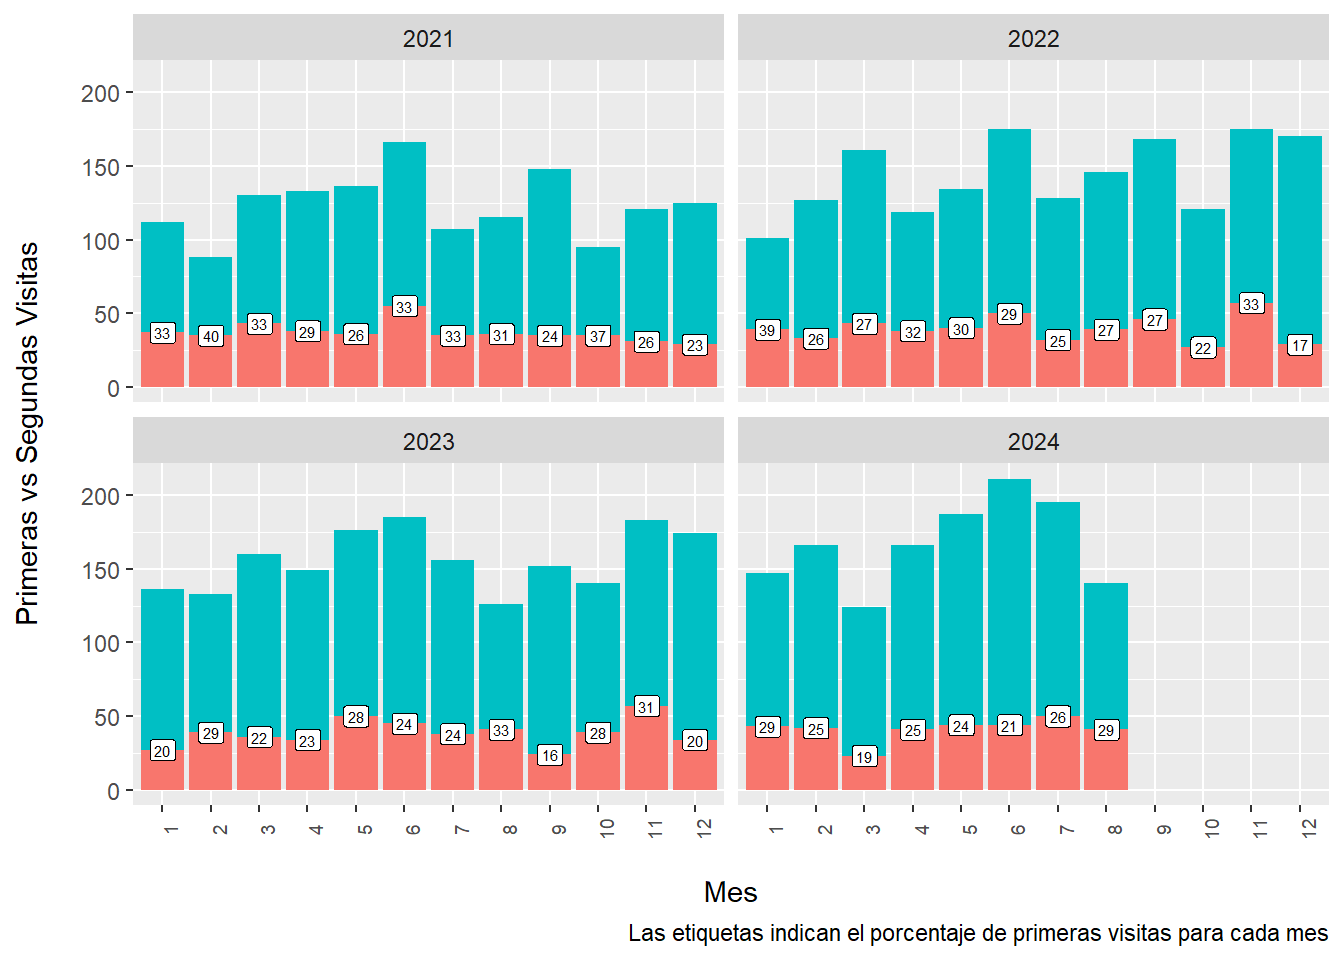 2021 2022
200
150
100
50
0
33 40 33 29 26 33 33 31 24 37 26 23
39 26 27 32 30 29 25 27 27 22 33 17
2023 2024
200
150
100
50
0
20 29 22 23 28 24 24 33 16 28 31 20
29 25 19 25 24 21 26 29
1 2 3 4 5 6 7 8 9 10 11 12 1 2 3 4 5 6 7 8 9 10 11 12
Primeras vs Segundas Visitas
Mes
Las etiquetas indican el porcentaje de primeras visitas para cada mes